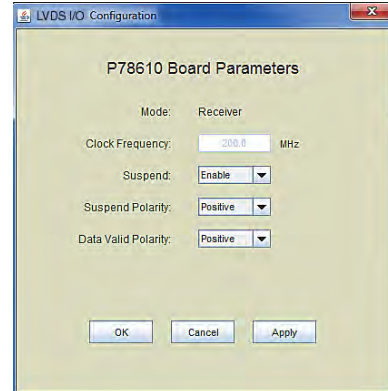 LVDS I/O Configuration
P78610 Board Parameters
Mode: Receiver
Clock Frequency: 200.0 MHz
Suspend: Enable
Suspend Polarity: Positive
Data Valid Polarity: Positive
OK Cancel Apply